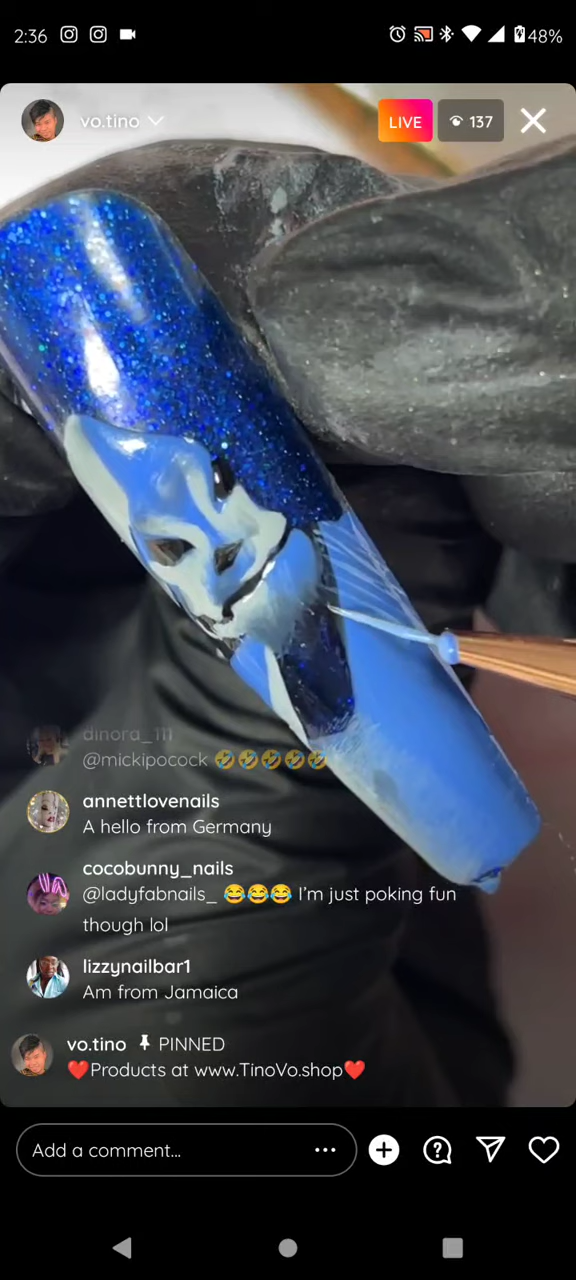 2:36
48%
vo.tino
LIVE
137
dinora_111
@mickipocock 🤣🤣🤣🤣🤣
annettlovenails
A hello from Germany
cocobunny_nails
@ladyfabnails_ 😂😂😂 I'm just poking fun
though lol
lizzynailbar1
Am from Jamaica
vo.tino PINNED
❤️Products at www.TinoVo.shop❤️
Add a comment...